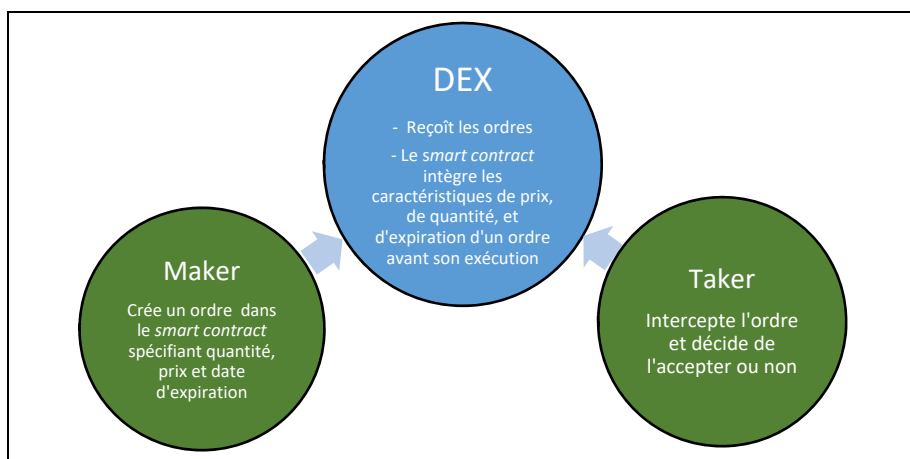 DEX
- Reçoît les ordres
- Le smart contract
intègre les
caractéristiques de prix,
de quantité, et
d'expiration d'un ordre
avant son exécution
Maker
Crée un ordre dans
le smart contract
spécifiant quantité,
prix et date
d'expiration
Taker
Intercepte l'ordre
et décide de
l'accepter ou non